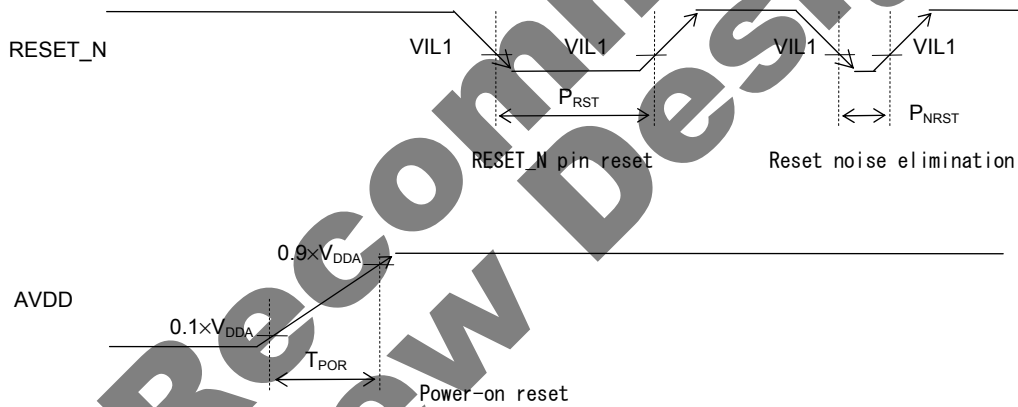 RESET_N
VIL1
VIL1
VIL1
VIL1
PRST
PNRST
RESET_N pin reset
Reset noise elimination
0.9×VDDA
AVDD
0.1×VDDA
TPOR
Power-on reset